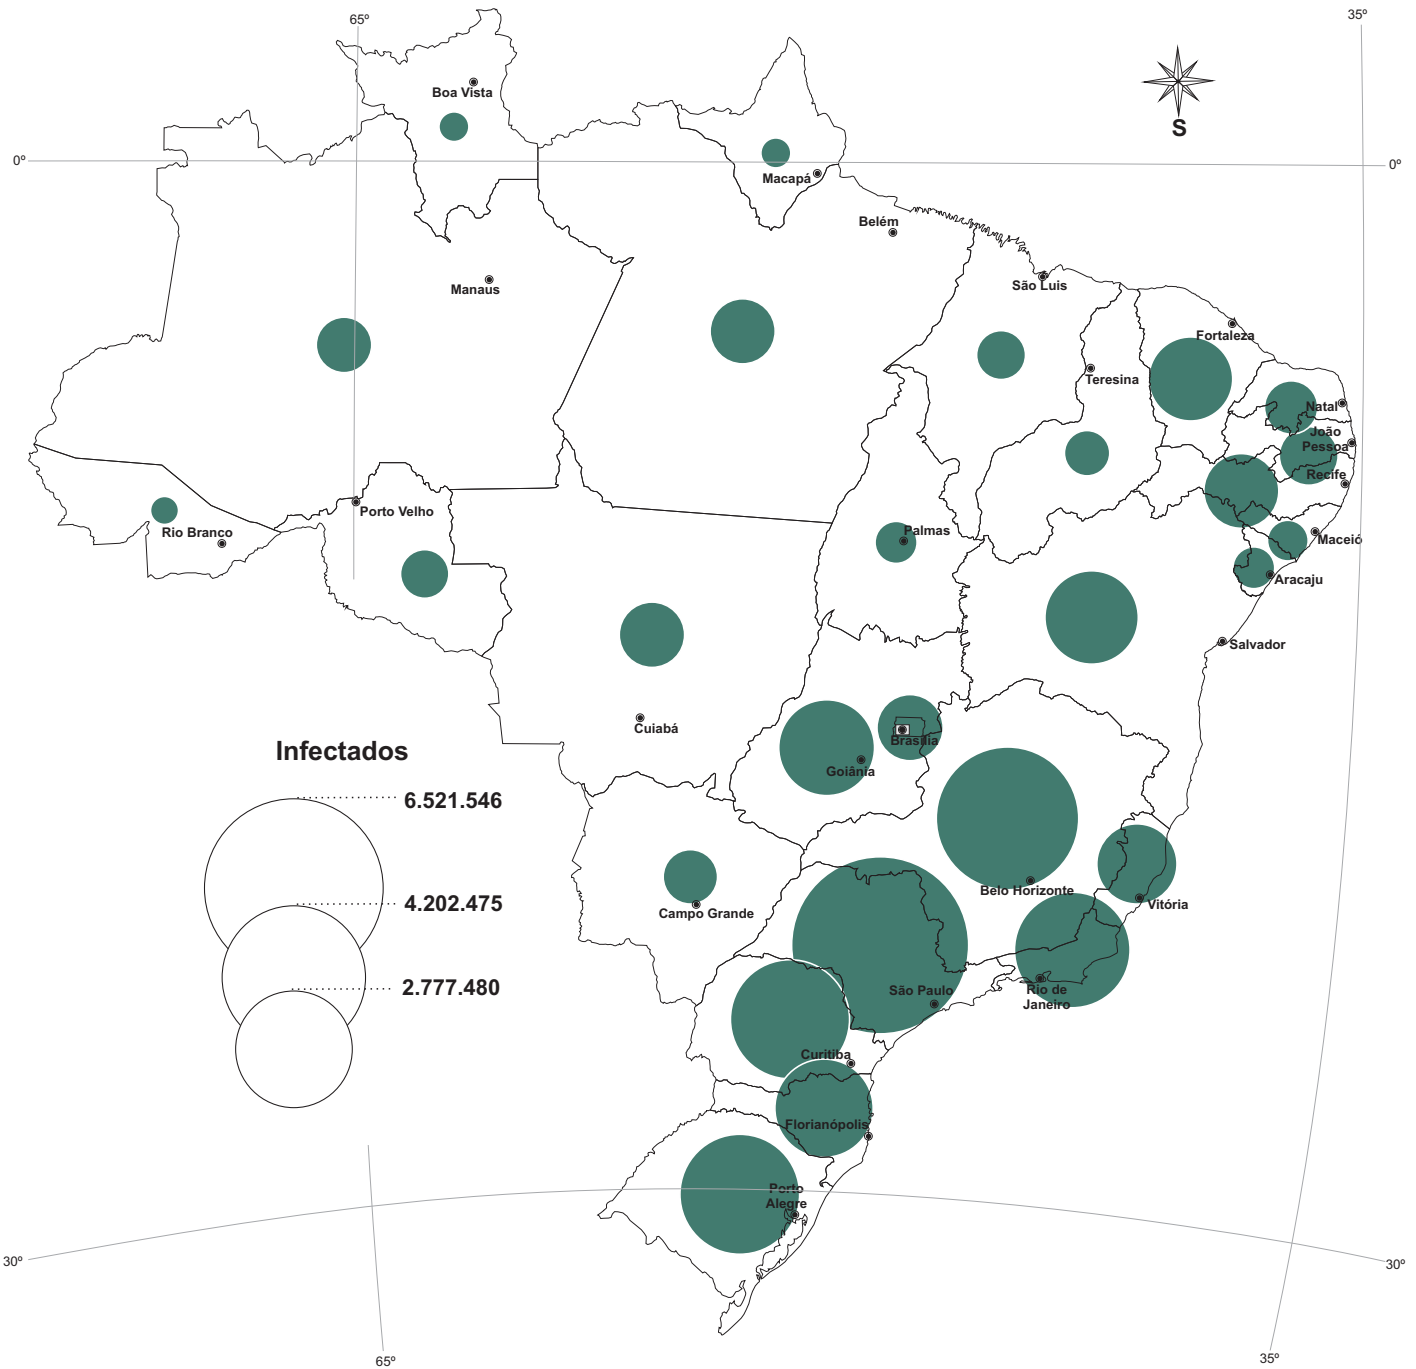 65º
35º
Boa Vista
S
0º
0º
Macapá
Belém
Manaus
São Luis
Fortaleza
Teresina
Natal
João
Pessoa
Recife
Porto Velho
Rio Branco
Palmas
Maceió
Aracaju
Salvador
Cuiabá
Brasília
Goiânia
Infectados
6.521.546
4.202.475
2.777.480
Belo Horizonte
Vitória
Campo Grande
São Paulo
Rio de
Janeiro
Curitiba
Florianópolis
Porto
Alegre
30º
30º
65º
35º